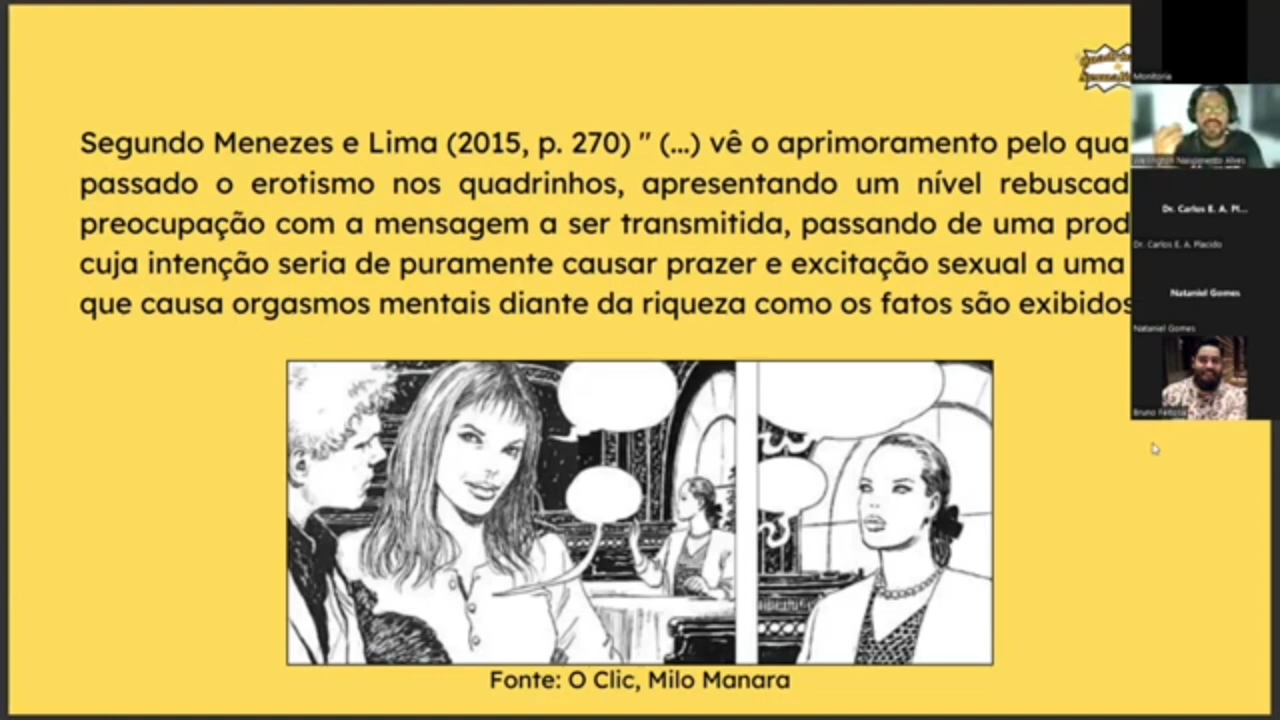 Segundo Menezes e Lima (2015, p. 270) " (...) vê o aprimoramento pelo qua
passado o erotismo nos quadrinhos, apresentando um nível rebuscad
preocupação com a mensagem a ser transmitida, passando de uma prod
cuja intenção seria de puramente causar prazer e excitação sexual a uma
que causa orgasmos mentais diante da riqueza como os fatos são exibidos
Fonte: O Clic, Milo Manara
Monitoria
Nascimento Alves
Dr. Carlos E. A. Pl...
Dr. Carlos E. A. Placido
Nataniel Gomes
Nataniel Gomes
Bruno